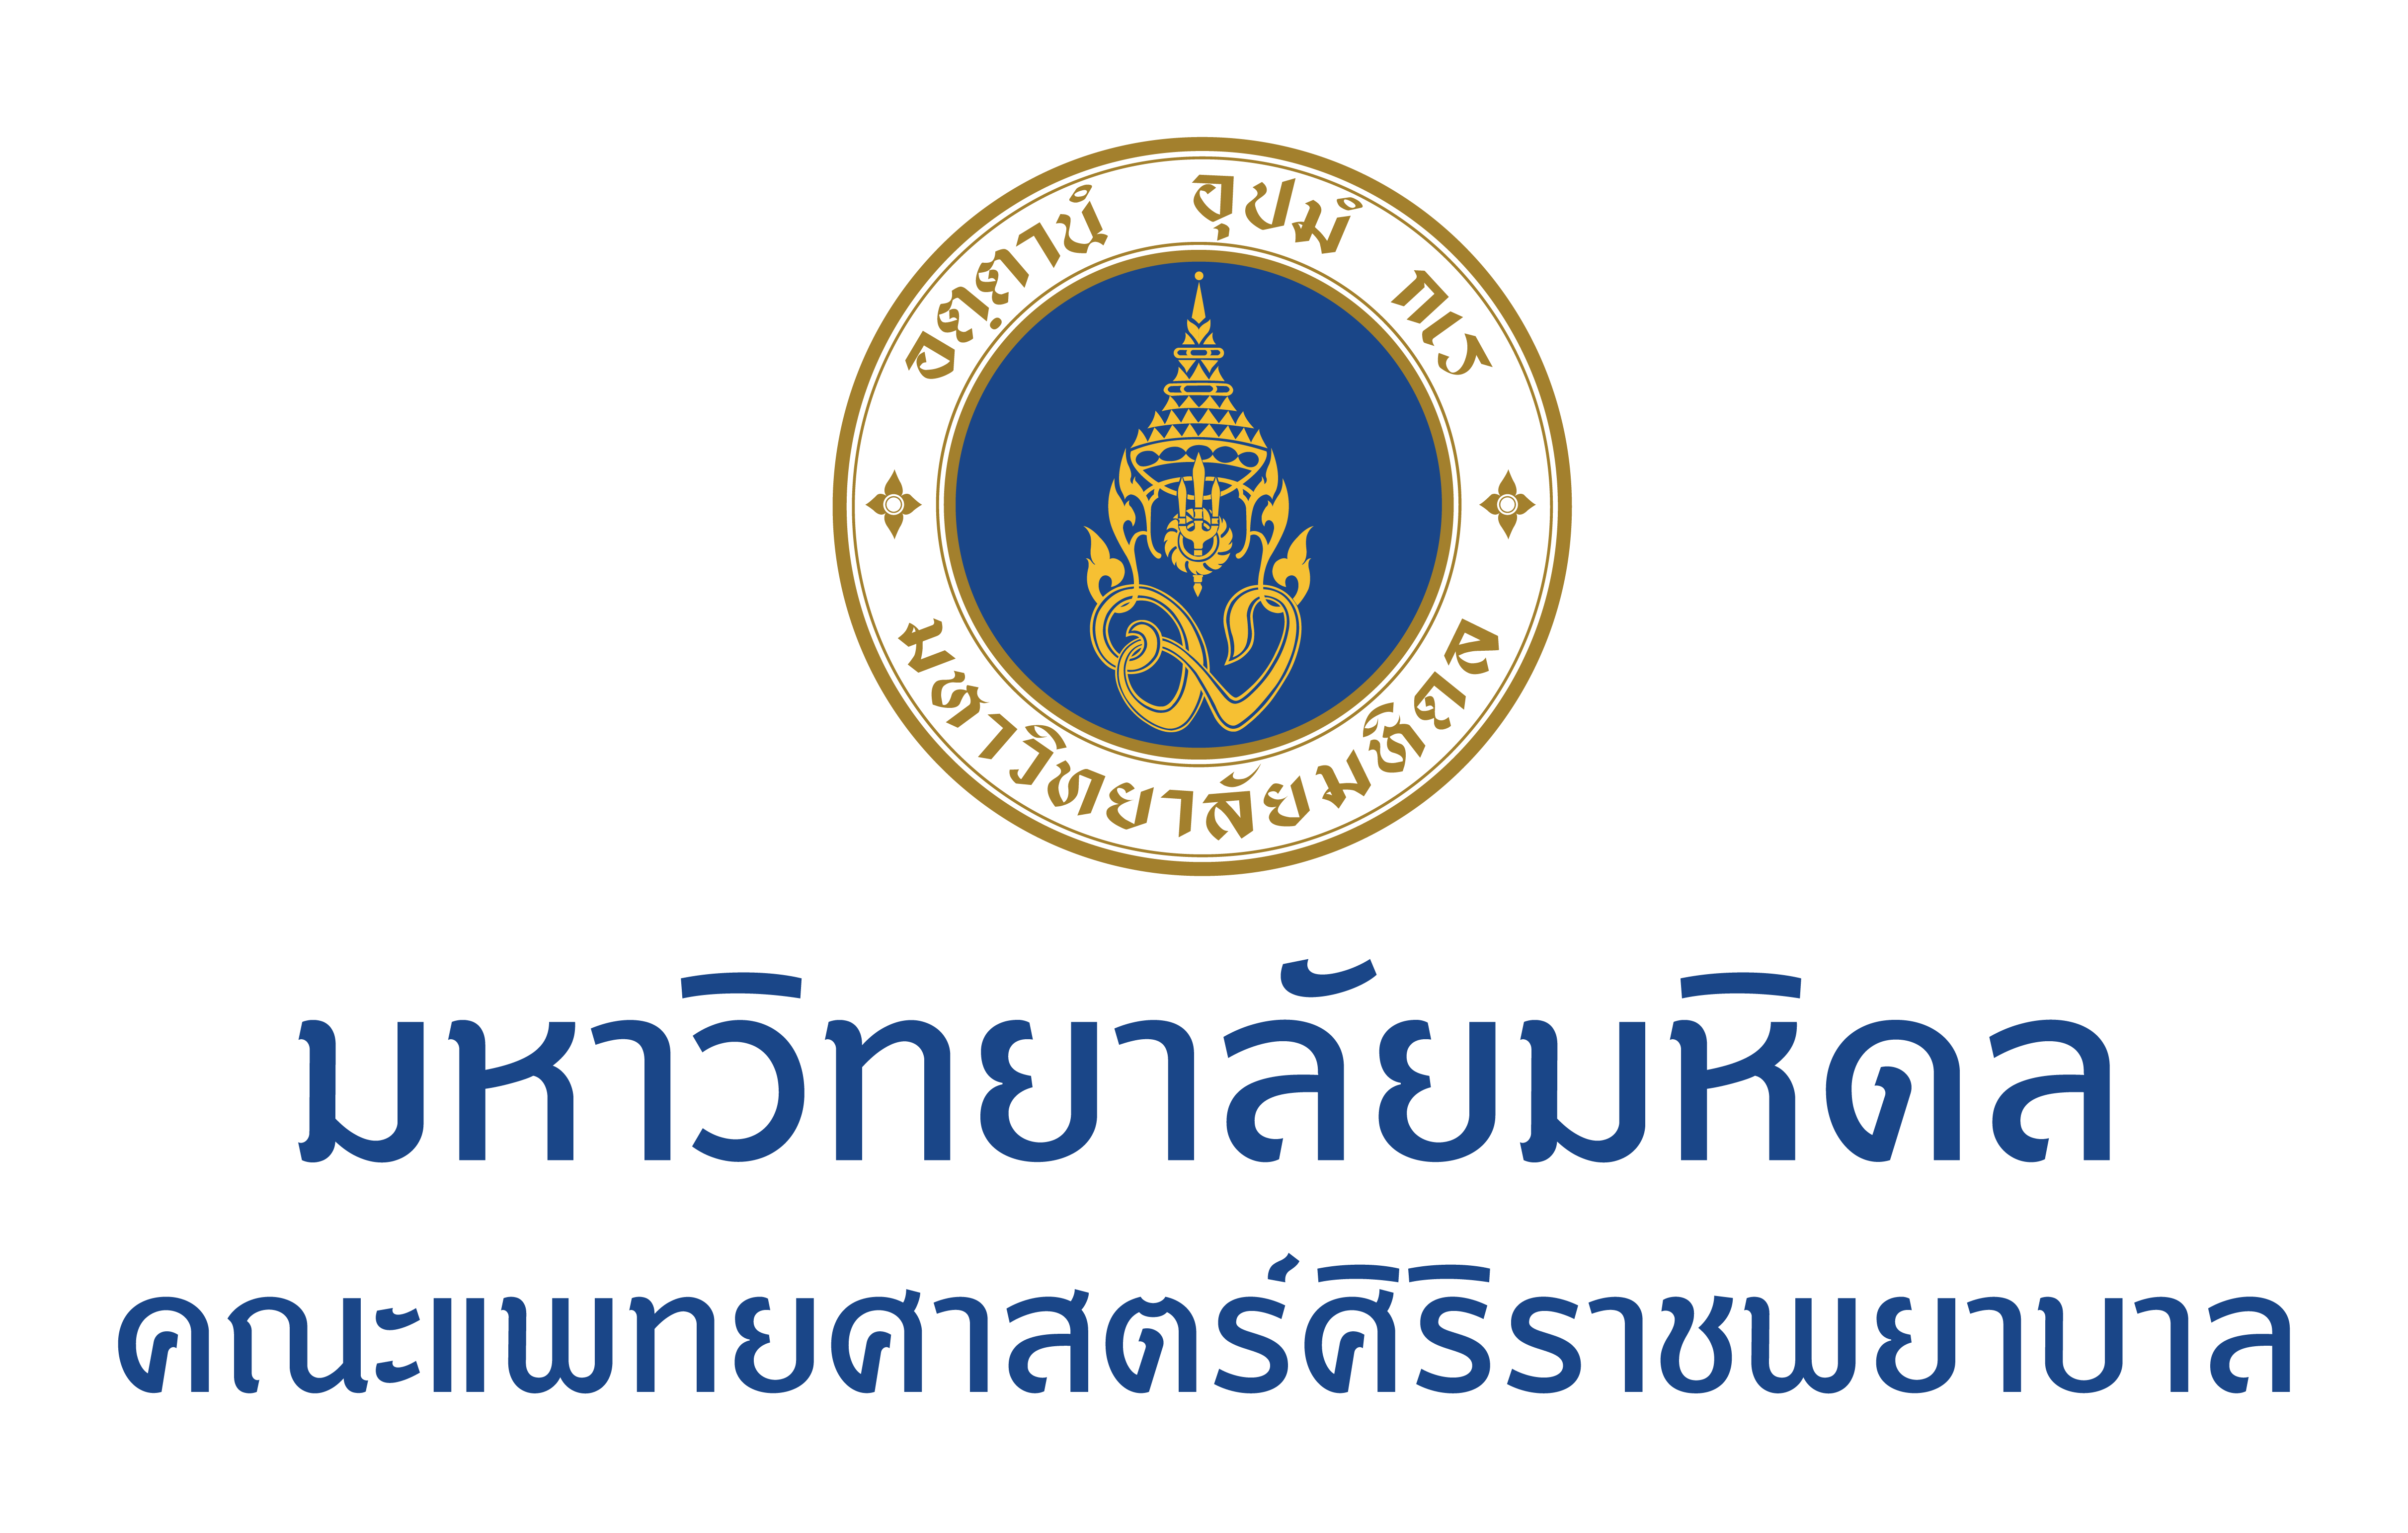 อตฺตานํ อุปมํ กเร
มหาวิทยาลัยมหิดล
มหาวิทยาลัยมหิดล
คณะแพทยศาสตร์ศิริราชพยาบาล